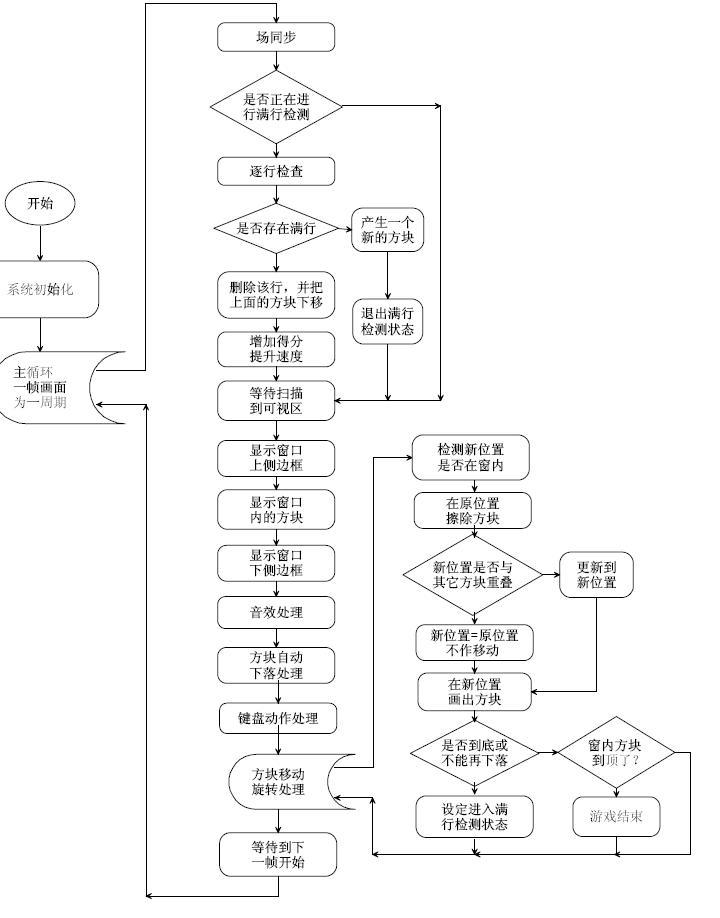 开始
系统初始化
主循环
一帧画面
为一周期
场同步
是否正在进
行满行检测
逐行检查
是否存在满行
产生一个
新的方块
删除该行，并把
上面的方块下移
退出满行
检测状态
增加得分
提升速度
等待扫描
到可视区
显示窗口
上侧边框
显示窗口
内的方块
显示窗口
下侧边框
音效处理
方块自动
下落处理
键盘动作处理
方块移动
旋转处理
等待到下
一帧开始
检测新位置
是否在窗内
在原位置
擦除方块
新位置是否与
其它方块重叠
更新到
新位置
新位置=原位置
不作移动
在新位置
画出方块
是否到底或
不能再下落
窗内方块
到顶了？
设定进入满
行检测状态
游戏结束